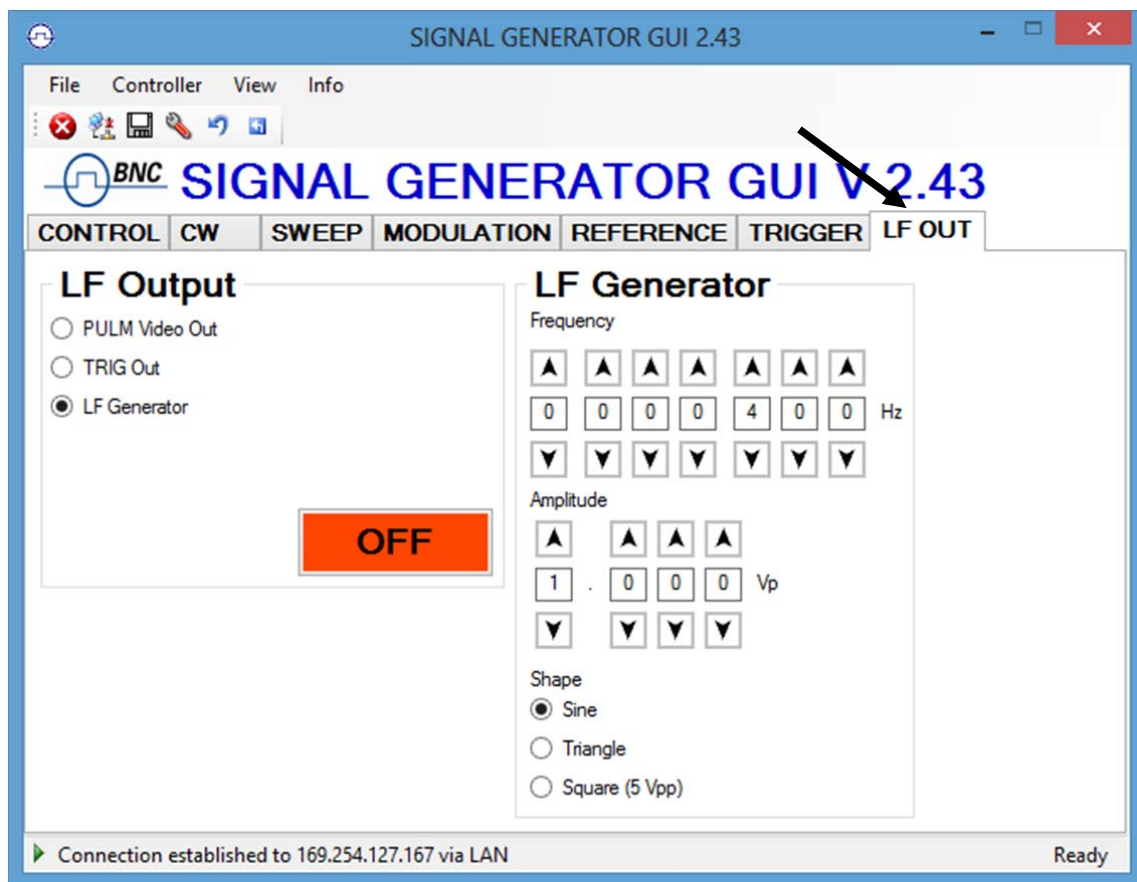 SIGNAL GENERATOR GUI 2.43
File Controller View Info
BNC SIGNAL GENERATOR GUI V 2.43
CONTROL CW SWEEP MODULATION REFERENCE TRIGGER LF OUT
LF Output
PULM Video Out
TRIG Out
LF Generator
OFF
LF Generator
Frequency
0 0 0 0 4 0 0 Hz
Amplitude
1 . 0 0 0 Vp
Shape
Sine
Triangle
Square (5 Vpp)
Connection established to 169.254.127.167 via LAN Ready